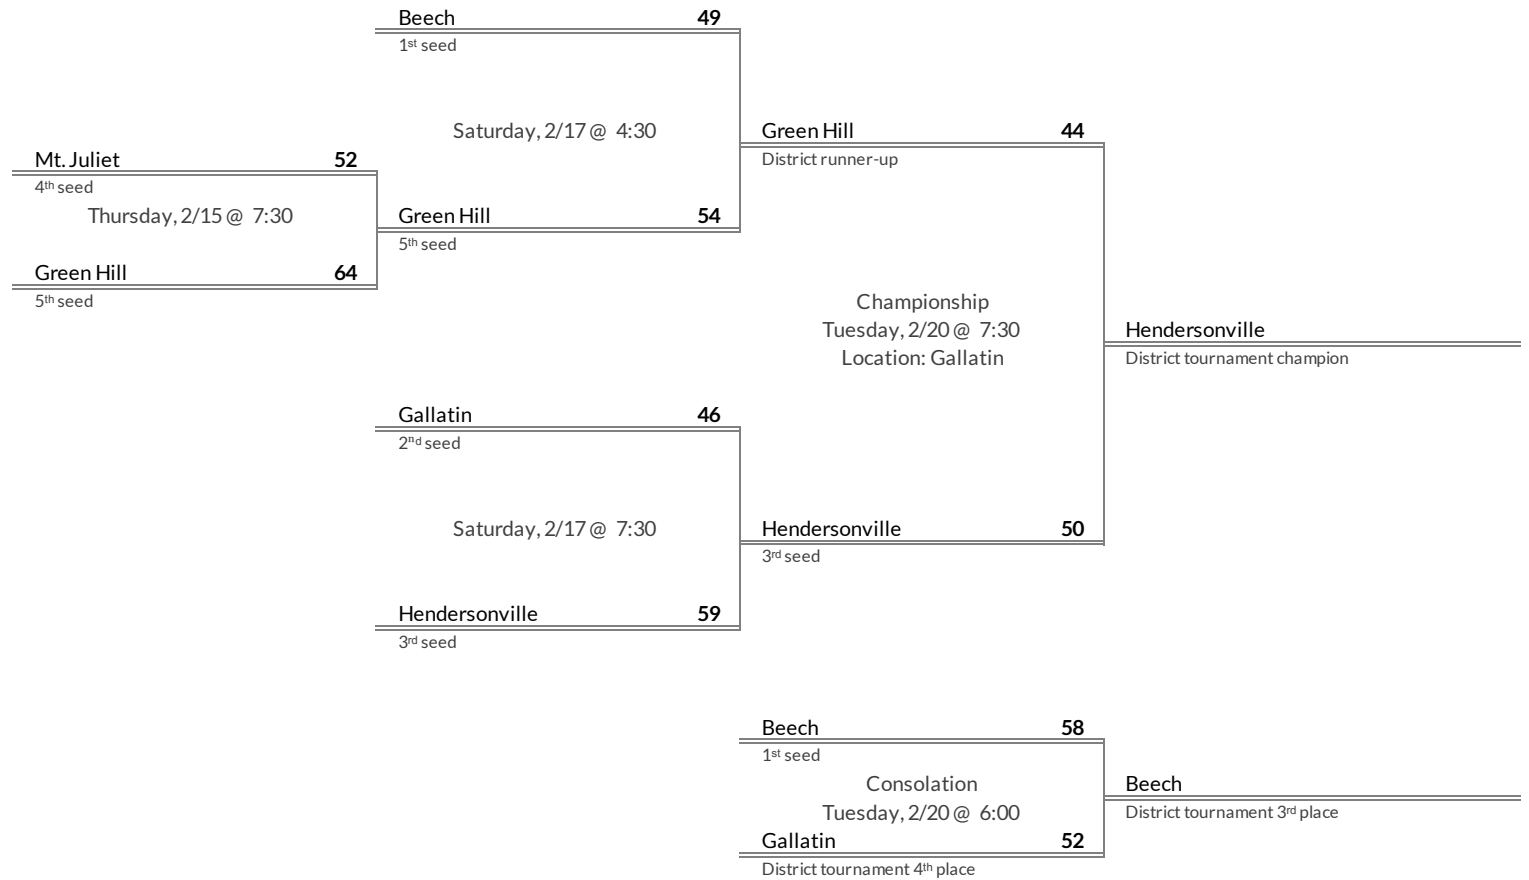 Beech 49
1st seed
Saturday, 2/17 @ 4:30
Green Hill 44
District runner-up
Mt. Juliet 52
4th seed
Thursday, 2/15 @ 7:30
Green Hill 54
5th seed
Green Hill 64
5th seed
Championship
Tuesday, 2/20 @ 7:30
Location: Gallatin
Hendersonville
District tournament champion
Gallatin 46
2nd seed
Saturday, 2/17 @ 7:30
Hendersonville 50
3rd seed
Hendersonville 59
3rd seed
Beech 58
1st seed
Consolation
Tuesday, 2/20 @ 6:00
Beech
District tournament 3rd place
Gallatin 52
District tournament 4th place